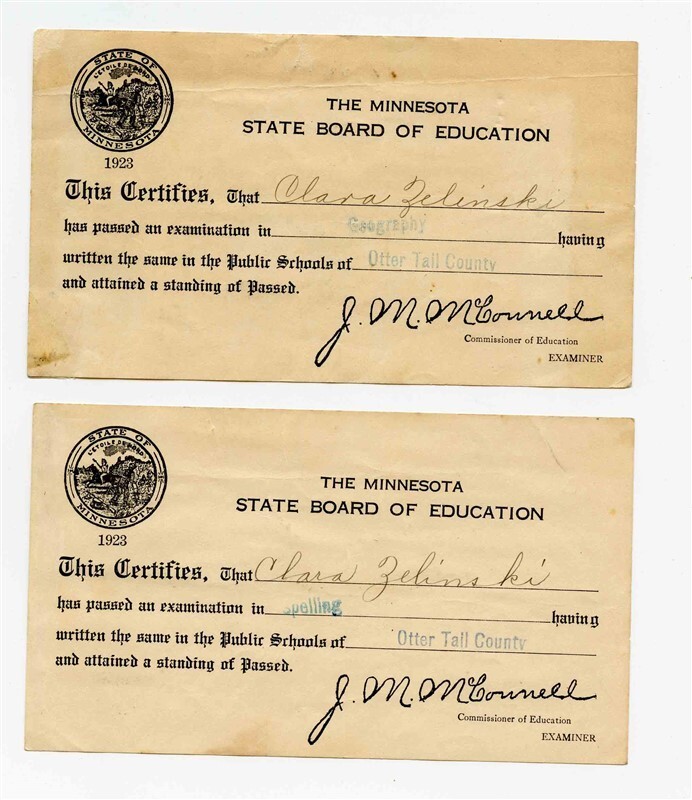 STATE OF
L'ETOILE DU NORD
MINNESOTA
1923
THE MINNESOTA
STATE BOARD OF EDUCATION
This Certifies, That Clara Zelinski
has passed an examination in Geography having
written the same in the Public Schools of Otter Tail County
and attained a standing of Passed.
J. M. McConnell
Commissioner of Education
EXAMINER
STATE OF
L'ETOILE DU NORD
MINNESOTA
1923
THE MINNESOTA
STATE BOARD OF EDUCATION
This Certifies, That Clara Zelinski
has passed an examination in Spelling having
written the same in the Public Schools of Otter Tail County
and attained a standing of Passed.
J. M. McConnell
Commissioner of Education
EXAMINER